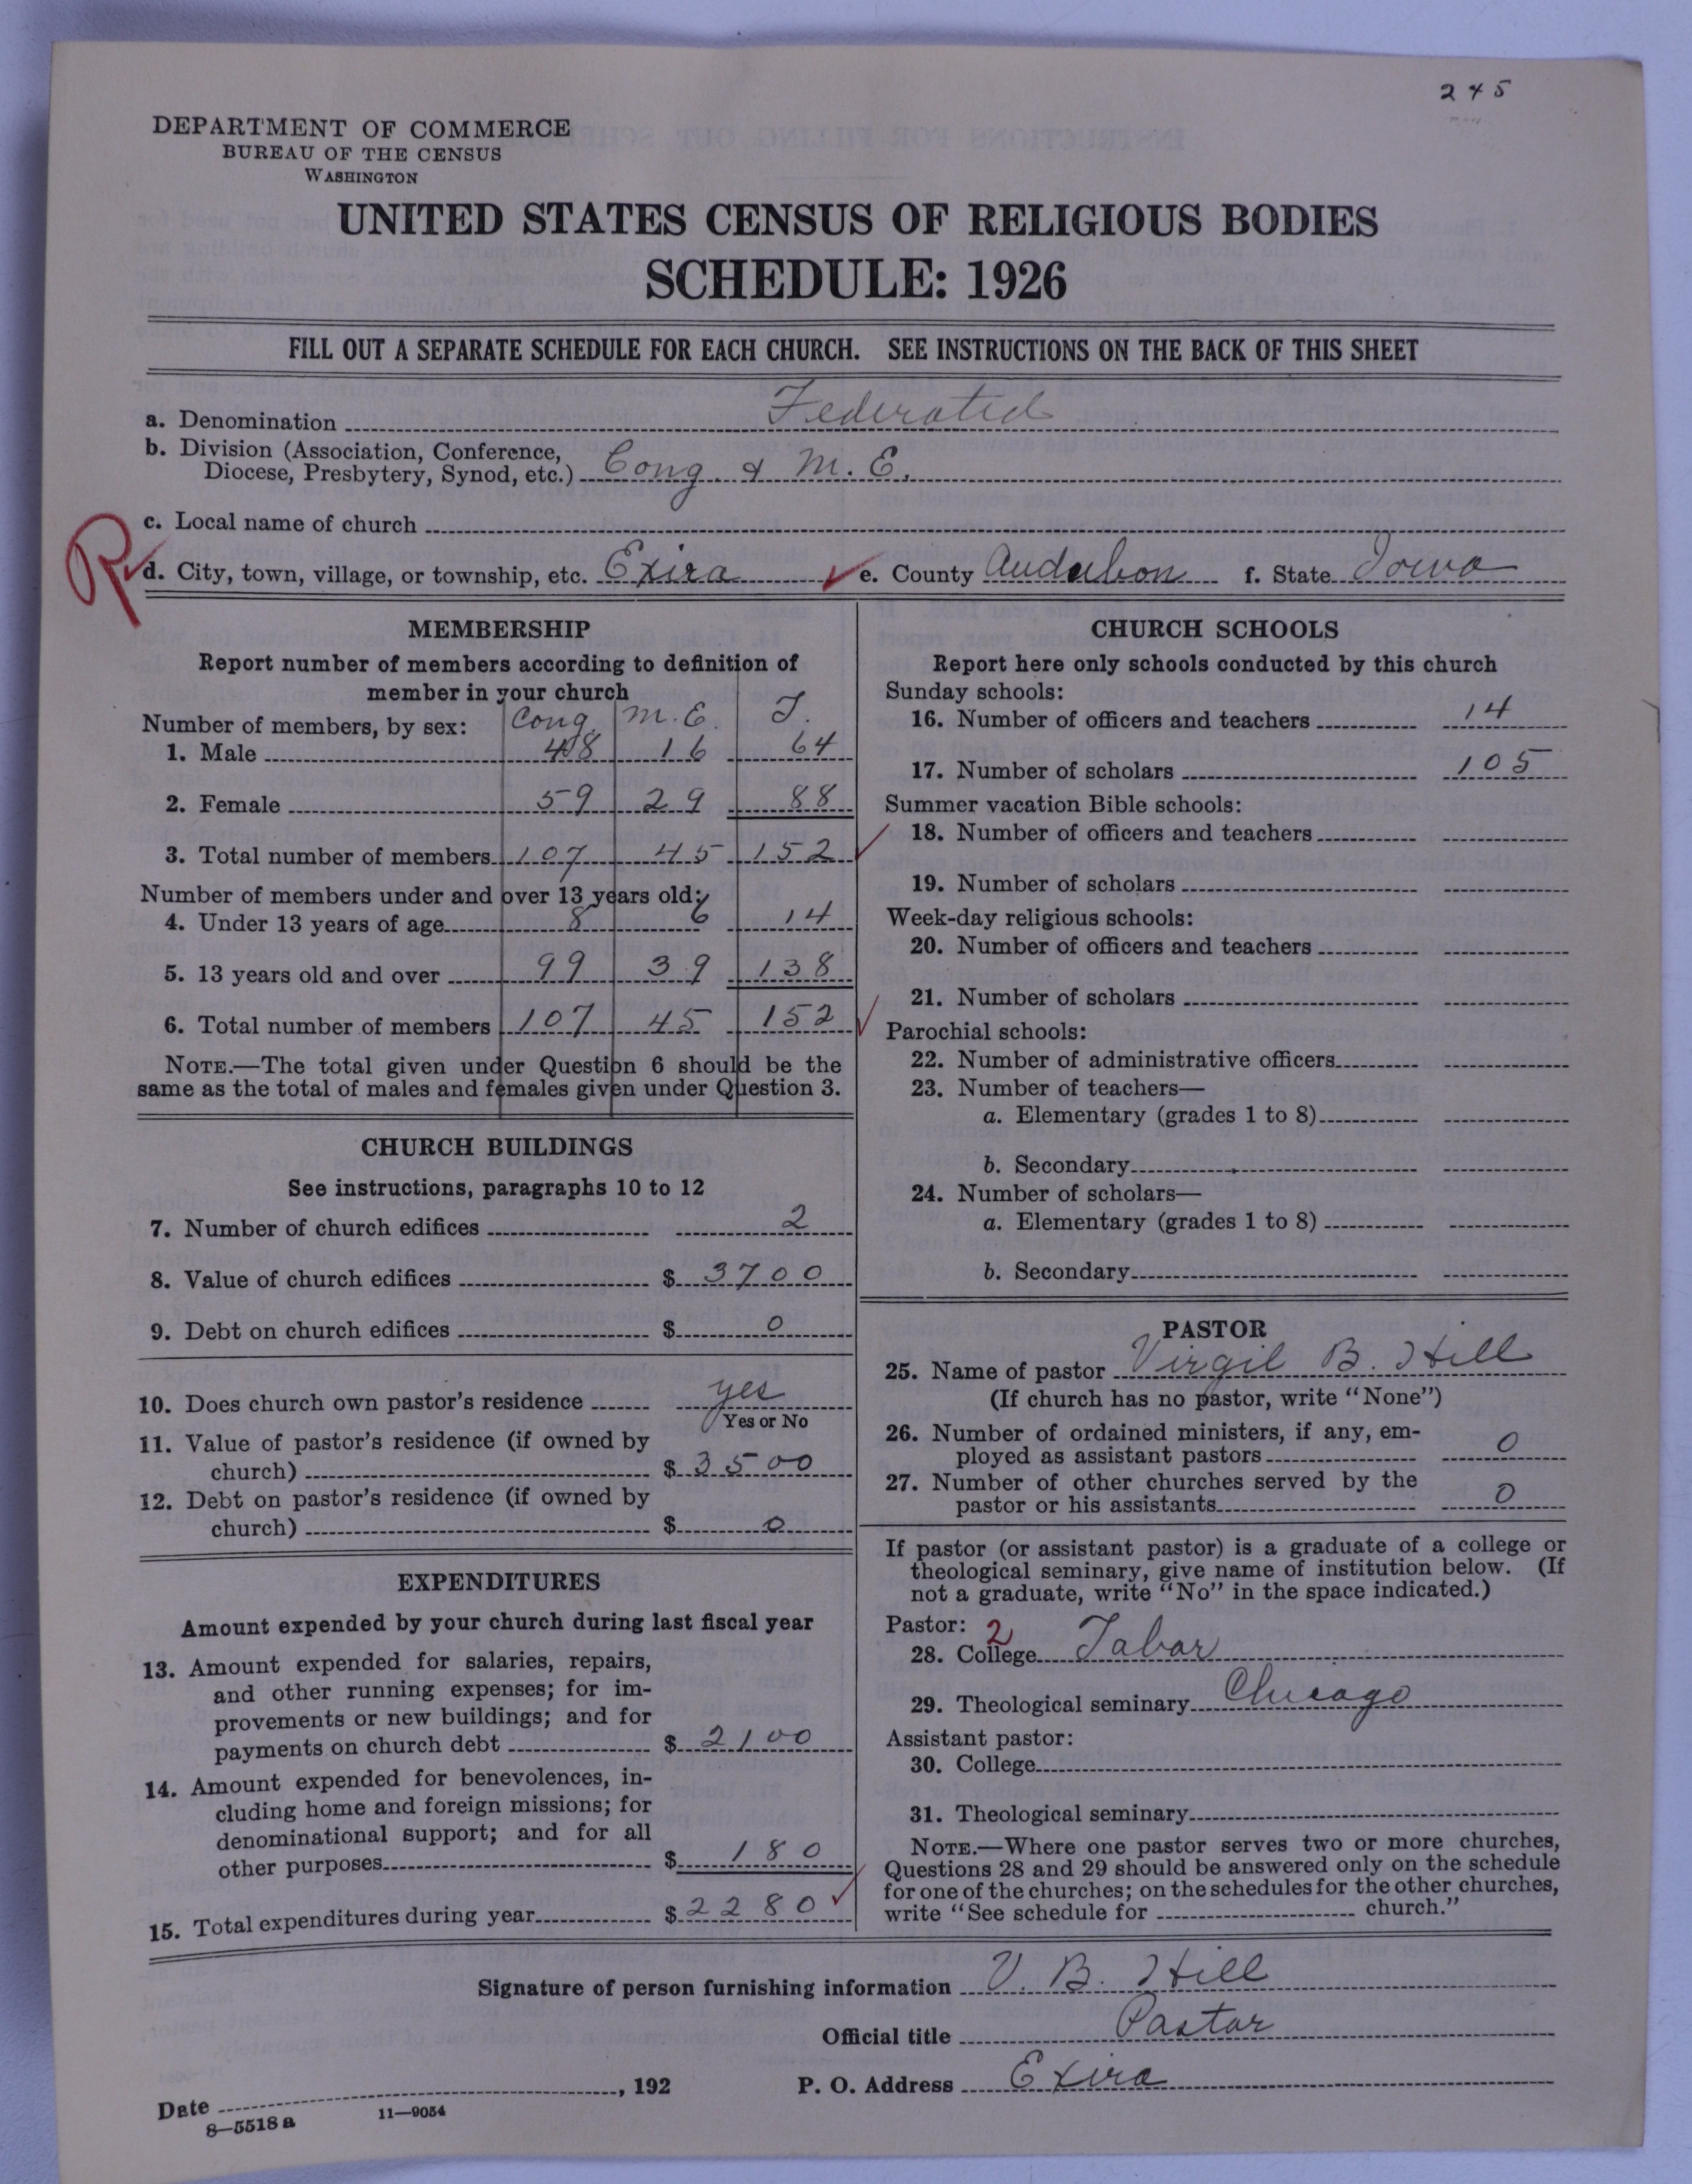 245
DEPARTMENT OF COMMERCE
BUREAU OF THE CENSUS
WASHINGTON
UNITED STATES CENSUS OF RELIGIOUS BODIES
SCHEDULE: 1926
FILL OUT A SEPARATE SCHEDULE FOR EACH CHURCH. SEE INSTRUCTIONS ON THE BACK OF THIS SHEET
a. Denomination Federated
b. Division (Association, Conference,
Diocese, Presbytery, Synod, etc.) Cong & M. E.
c. Local name of church
R d. City, town, village, or township, etc. Exira e. County Audubon f. State Iowa
MEMBERSHIP
Report number of members according to definition of
member in your church
Number of members, by sex: Cong M. E. T.
1. Male 48 16 64
2. Female 59 29 88
3. Total number of members 107 45 152
Number of members under and over 13 years old:
4. Under 13 years of age 8 6 14
5. 13 years old and over 99 39 138
6. Total number of members 107 45 152
NOTE.—The total given under Question 6 should be the
same as the total of males and females given under Question 3.
CHURCH BUILDINGS
See instructions, paragraphs 10 to 12
7. Number of church edifices 2
8. Value of church edifices $ 3700
9. Debt on church edifices $ 0
10. Does church own pastor's residence yes
Yes or No
11. Value of pastor's residence (if owned by
church) $ 3500
12. Debt on pastor's residence (if owned by
church) $ 0
EXPENDITURES
Amount expended by your church during last fiscal year
13. Amount expended for salaries, repairs,
and other running expenses; for im-
provements or new buildings; and for
payments on church debt $ 2100
14. Amount expended for benevolences, in-
cluding home and foreign missions; for
denominational support; and for all
other purposes $ 180
15. Total expenditures during year $ 2280
CHURCH SCHOOLS
Report here only schools conducted by this church
Sunday schools:
16. Number of officers and teachers 14
17. Number of scholars 105
Summer vacation Bible schools:
18. Number of officers and teachers
19. Number of scholars
Week-day religious schools:
20. Number of officers and teachers
21. Number of scholars
Parochial schools:
22. Number of administrative officers
23. Number of teachers—
a. Elementary (grades 1 to 8)
b. Secondary
24. Number of scholars—
a. Elementary (grades 1 to 8)
b. Secondary
PASTOR
25. Name of pastor Virgil B. Hill
(If church has no pastor, write "None")
26. Number of ordained ministers, if any, em-
ployed as assistant pastors 0
27. Number of other churches served by the
pastor or his assistants 0
If pastor (or assistant pastor) is a graduate of a college or
theological seminary, give name of institution below. (If
not a graduate, write "No" in the space indicated.)
Pastor: 2
28. College Tabor
29. Theological seminary Chicago
Assistant pastor:
30. College
31. Theological seminary
NOTE.—Where one pastor serves two or more churches,
Questions 28 and 29 should be answered only on the schedule
for one of the churches; on the schedules for the other churches,
write "See schedule for church."
Signature of person furnishing information V. B. Hill
Official title Pastor
Date , 192 P. O. Address Exira
8—5518 a 11—9054